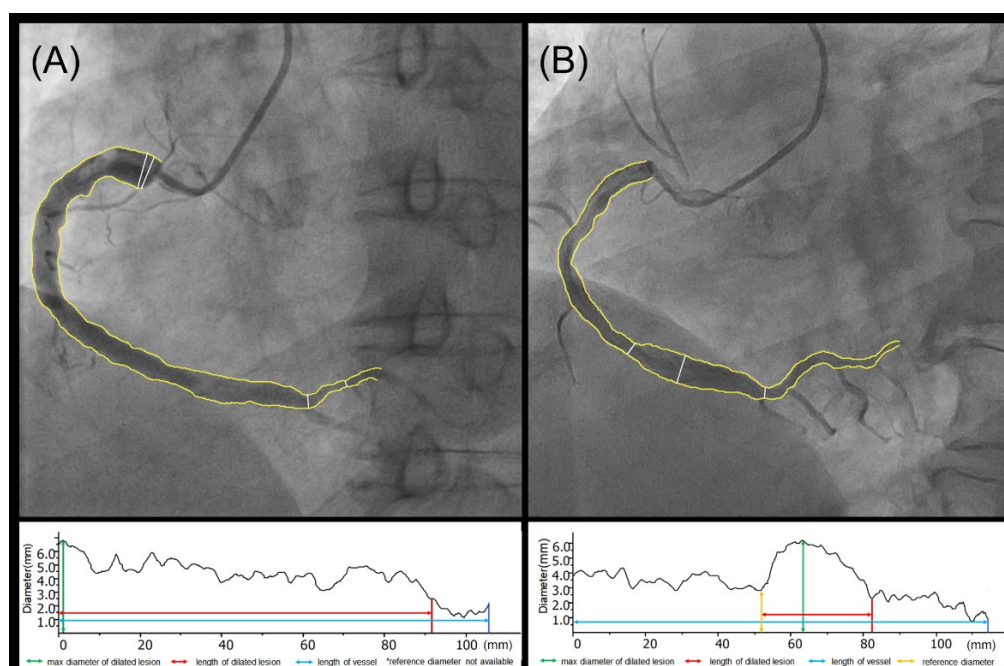 (A)
(B)
Diameter(mm)
6.0
5.0
4.0
3.0
2.0
1.0
0
20
40
60
80
100
(mm)
max diameter of dilated lesion
length of dilated lesion
length of vessel
*reference diameter not available
Diameter(mm)
6.0
5.0
4.0
3.0
2.0
1.0
0
20
40
60
80
100
(mm)
max diameter of dilated lesion
length of dilated lesion
length of vessel
reference diameter